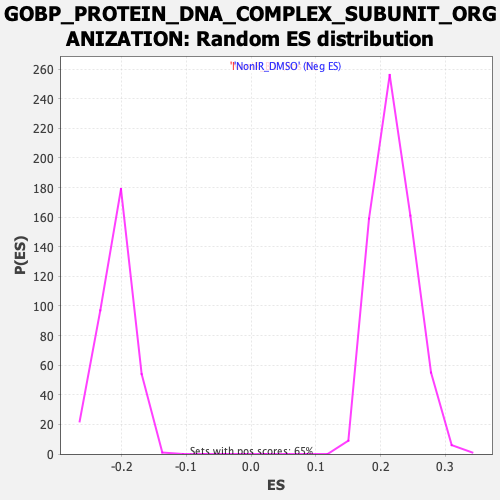 GOBP_PROTEIN_DNA_COMPLEX_SUBUNIT_ORG
ANIZATION: Random ES distribution
'NonIR_DMSO' (Neg ES)
260
240
220
200
180
160
140
120
100
80
60
40
20
0
P(ES)
Sets with pos scores: 65%
-0.2 -0.1 0.0 0.1 0.2 0.3
ES